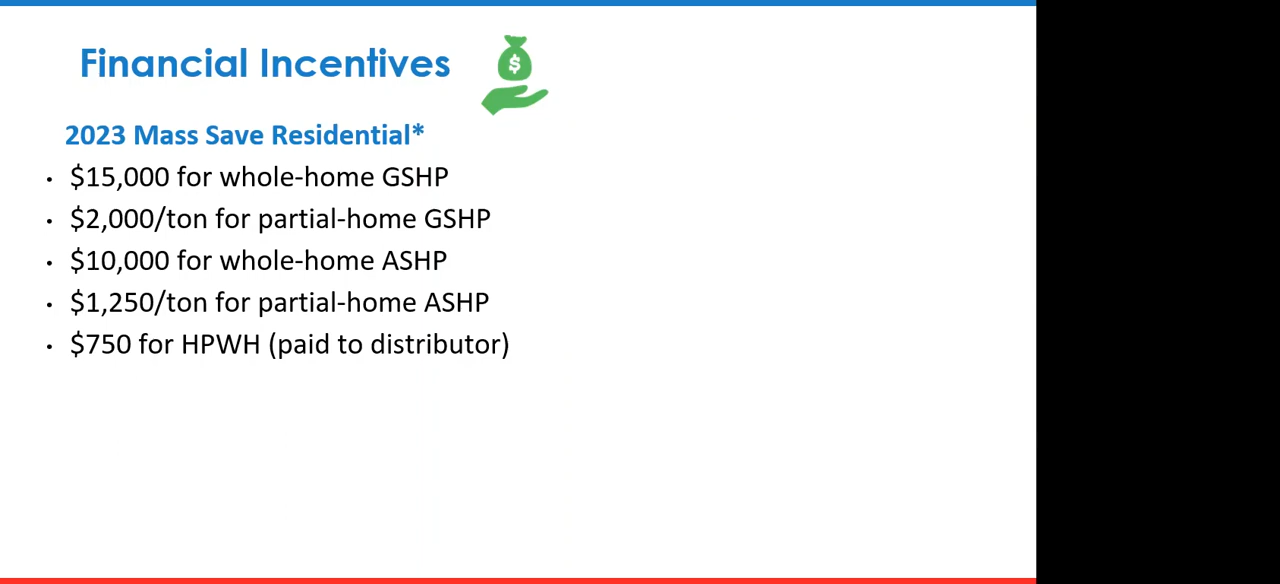 Financial Incentives
$
2023 Mass Save Residential*
• $15,000 for whole-home GSHP
• $2,000/ton for partial-home GSHP
• $10,000 for whole-home ASHP
• $1,250/ton for partial-home ASHP
• $750 for HPWH (paid to distributor)